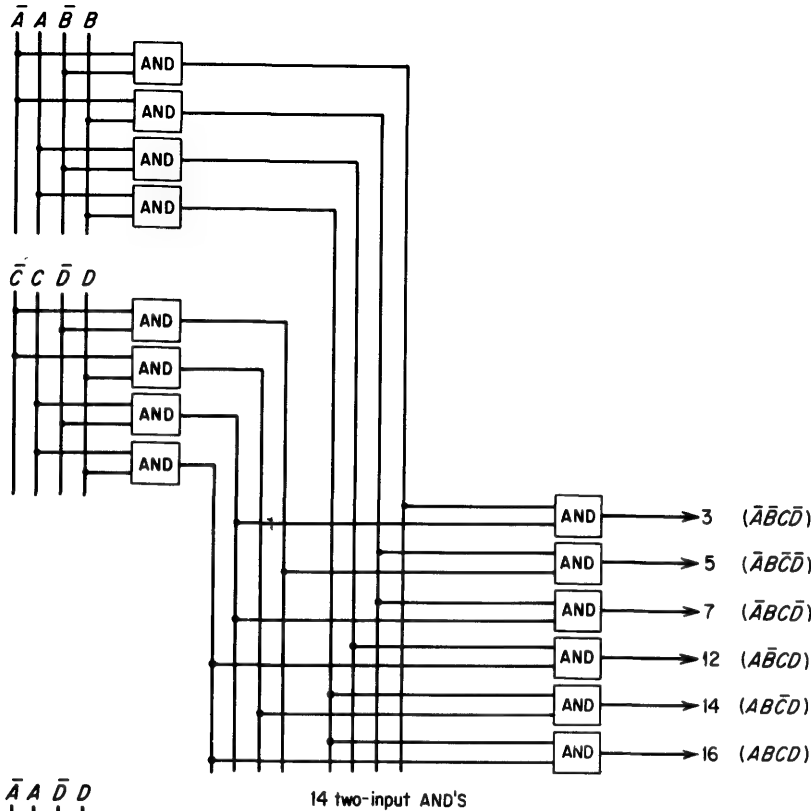 Ā A B̄ B
AND
AND
AND
AND
C̄ C D̄ D
AND
AND
AND
AND
AND 3 (ĀB̄CD̄)
AND 5 (ĀBC̄D̄)
AND 7 (ĀBCD̄)
AND 12 (AB̄CD)
AND 14 (ABC̄D)
AND 16 (ABCD)
Ā A D̄ D
14 two-input AND'S